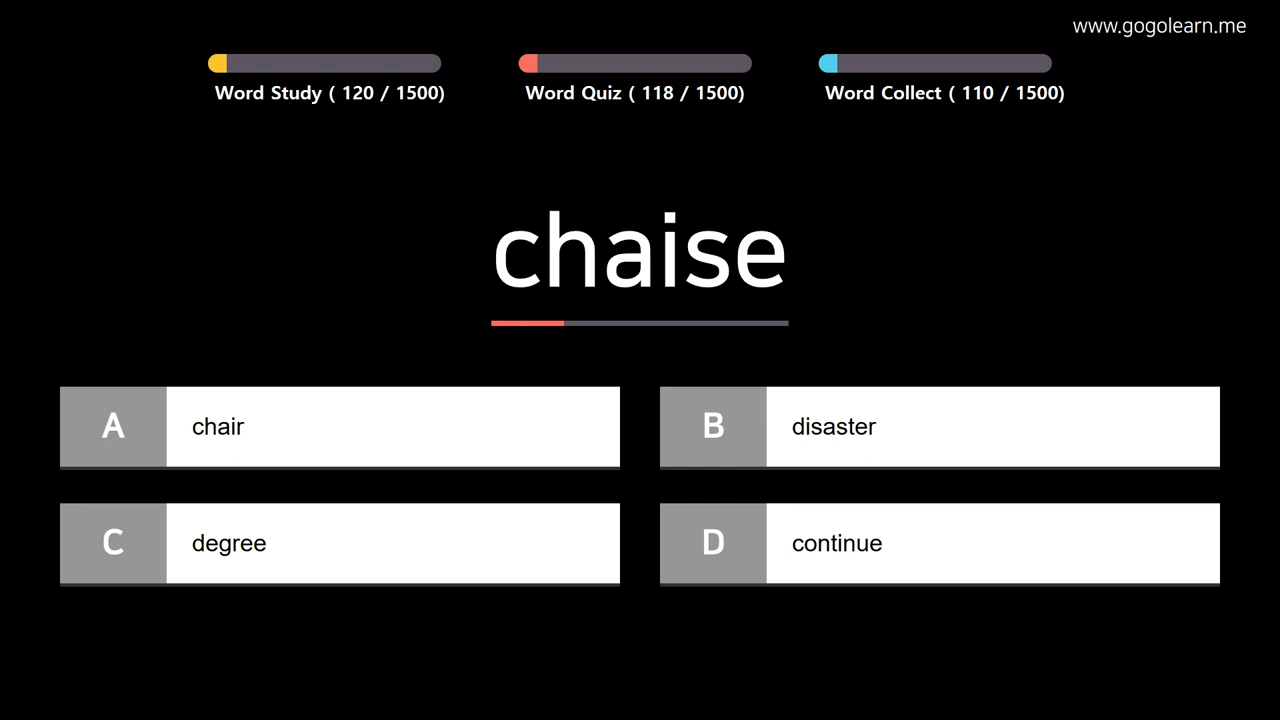 www.gogolearn.me
Word Study ( 120 / 1500)
Word Quiz ( 118 / 1500)
Word Collect ( 110 / 1500)
chaise
A chair
B disaster
C degree
D continue